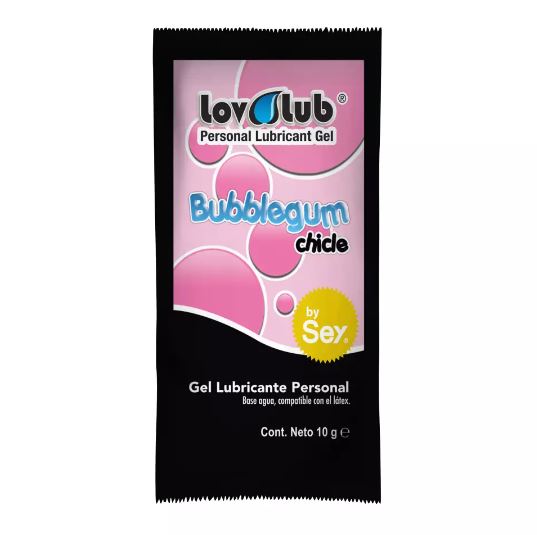 lovlub®
Personal Lubricant Gel
Bubblegum
chicle
by
Sey®
Gel Lubricante Personal
Base agua, compatible con el látex.
Cont. Neto 10 g ℮